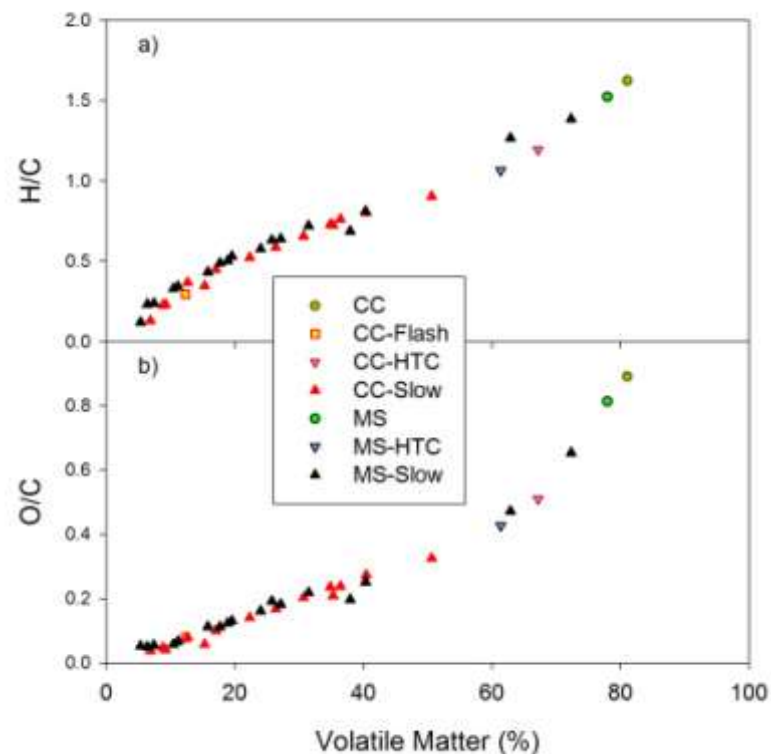 2.0
a)
1.5
H/C
1.0
0.5
0.0
CC
CC-Flash
CC-HTC
CC-Slow
MS
MS-HTC
MS-Slow
b)
0.8
0.6
O/C
0.4
0.2
0.0
0 20 40 60 80 100
Volatile Matter (%)